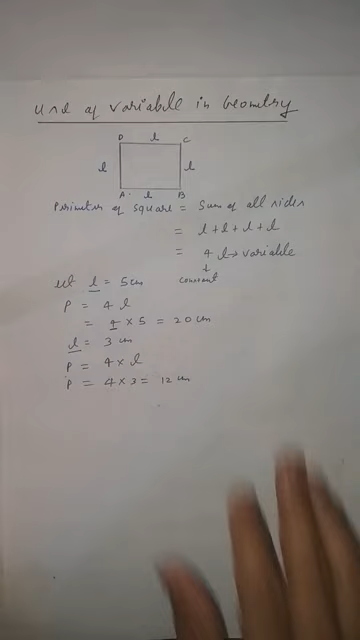 Use of variable in Geometry
D l C
l l
A l B
Perimeter of square = Sum of all sides
= l + l + l + l
= 4 l → variable
↓
constant
let l = 5 cm
P = 4 l
= 4 × 5 = 20 cm
l = 3 cm
P = 4 × l
P = 4 × 3 = 12 cm